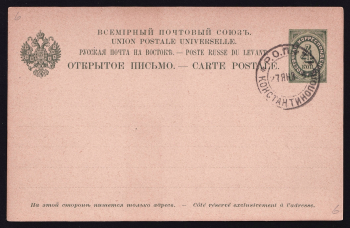 ВСЕМІРНЫЙ ПОЧТОВЫЙ СОЮЗЪ.
UNION POSTALE UNIVERSELLE.
РУССКАЯ ПОЧТА НА ВОСТОКѢ. — POSTE RUSSE DU LEVANT.
ОТКРЫТОЕ ПИСЬМО. — CARTE POSTALE.
Р.О.П.
КОНСТАНТИНОПОЛЬ
На этой сторонѣ пишется только адресъ. — Côté réservé exclusivement à l'adresse.